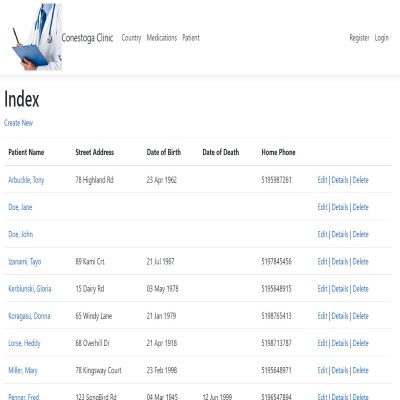 Conestoga Clinic Country Medications Patient Register Login
Index
Create New
Patient Name Street Address Date of Birth Date of Death Home Phone
Arbuckle, Tony 78 Highland Rd 23 Apr 1962 5195987261 Edit | Details | Delete
Doe, Jane Edit | Details | Delete
Doe, John Edit | Details | Delete
Izanami, Tayo 89 Kami Crt. 21 Jul 1967 5197845456 Edit | Details | Delete
Kerblunski, Gloria 15 Dairy Rd 03 May 1978 5195648915 Edit | Details | Delete
Koragasu, Donna 65 Windy Lane 21 Jan 1979 5198765413 Edit | Details | Delete
Lorse, Heddy 68 Overhill Dr 21 Apr 1918 5198713787 Edit | Details | Delete
Miller, Mary 78 Kingsway Court 23 Feb 1998 5195648971 Edit | Details | Delete
Penner, Fred 123 SongBird Rd 04 Mar 1945 12 Jun 1999 5196547894 Edit | Details | Delete